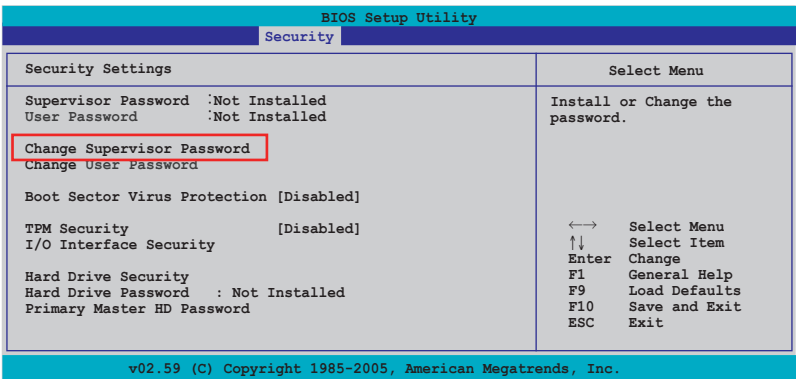 BIOS Setup Utility
Security
Security Settings
Supervisor Password :Not Installed
User Password :Not Installed
Change Supervisor Password
Change User Password
Boot Sector Virus Protection [Disabled]
TPM Security [Disabled]
I/O Interface Security
Hard Drive Security
Hard Drive Password : Not Installed
Primary Master HD Password
Select Menu
Install or Change the
password.
←→ Select Menu
↑↓ Select Item
Enter Change
F1 General Help
F9 Load Defaults
F10 Save and Exit
ESC Exit
v02.59 (C) Copyright 1985-2005, American Megatrends, Inc.